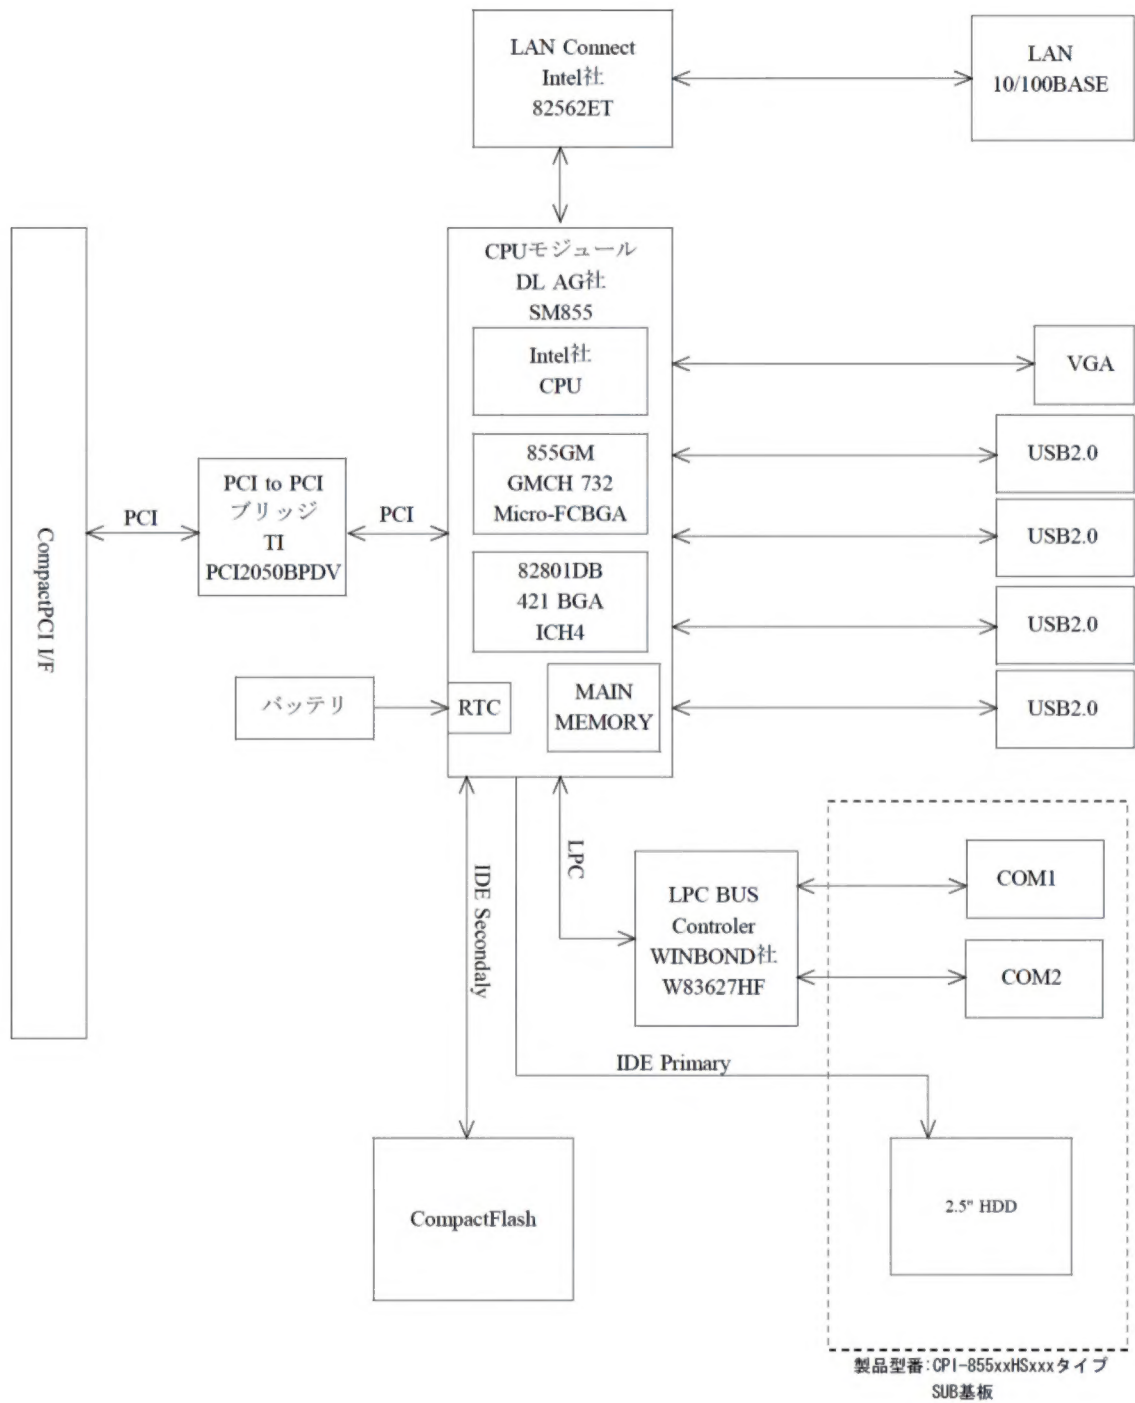 LAN Connect
Intel社
82562ET
LAN
10/100BASE
CPUモジュール
DL AG社
SM855
Intel社
CPU
855GM
GMCH 732
Micro-FCBGA
82801DB
421 BGA
ICH4
RTC
MAIN
MEMORY
VGA
USB2.0
USB2.0
USB2.0
USB2.0
CompactPCI I/F
PCI
PCI to PCI
ブリッジ
TI
PCI2050BPDV
PCI
バッテリ
IDE Secondaly
LPC
LPC BUS
Controler
WINBOND社
W83627HF
COM1
COM2
IDE Primary
CompactFlash
2.5" HDD
製品型番:CPI-855xxHSxxxタイプ
SUB基板